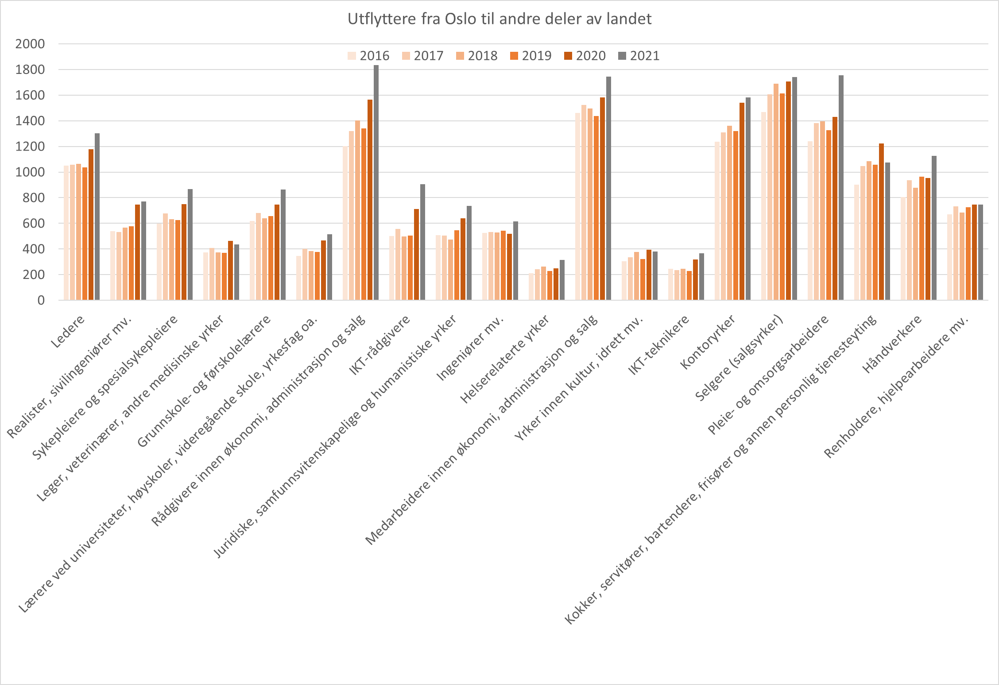 Utflyttere fra Oslo til andre deler av landet
2016 2017 2018 2019 2020 2021
2000
1800
1600
1400
1200
1000
800
600
400
200
0
Ledere
Realister, sivilingeniører mv.
Sykepleiere og spesialsykepleiere
Leger, veterinærer, andre medisinske yrker
Grunnskole- og førskolelærere
Lærere ved universiteter, høyskoler, videregående skole, yrkesfag oa.
Rådgivere innen økonomi, administrasjon og salg
IKT-rådgivere
Juridiske, samfunnsvitenskapelige og humanistiske yrker
Ingeniører mv.
Helserelaterte yrker
Medarbeidere innen økonomi, administrasjon og salg
Yrker innen kultur, idrett mv.
IKT-teknikere
Kontoryrker
Selgere (salgsyrker)
Pleie- og omsorgsarbeidere
Kokker, servitører, bartendere, frisører og annen personlig tjenesteyting
Håndverkere
Renholdere, hjelpearbeidere mv.